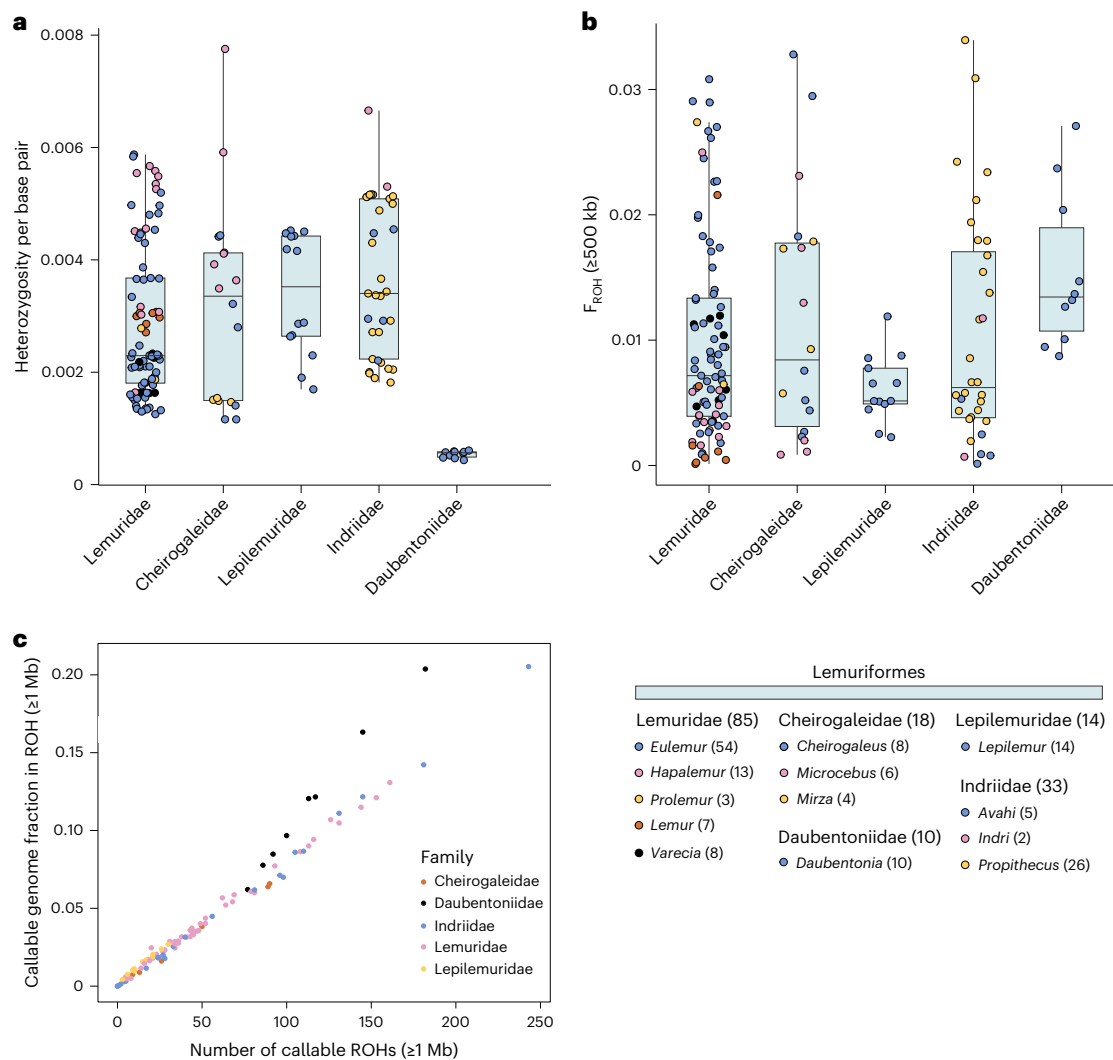 a
0.008
0.006
0.004
0.002
0
Heterozygosity per base pair
Lemuridae
Cheirogaleidae
Lepilemuridae
Indriidae
Daubentoniidae
b
0.03
0.02
0.01
0
F_ROH (≥500 kb)
Lemuridae
Cheirogaleidae
Lepilemuridae
Indriidae
Daubentoniidae
c
0.20
0.15
0.10
0.05
0
Callable genome fraction in ROH (≥1 Mb)
Family
Cheirogaleidae
Daubentoniidae
Indriidae
Lemuridae
Lepilemuridae
0 50 100 150 200 250
Number of callable ROHs (≥1 Mb)
Lemuriformes
Lemuridae (85)
Eulemur (54)
Hapalemur (13)
Prolemur (3)
Lemur (7)
Varecia (8)
Cheirogaleidae (18)
Cheirogaleus (8)
Microcebus (6)
Mirza (4)
Daubentoniidae (10)
Daubentonia (10)
Lepilemuridae (14)
Lepilemur (14)
Indriidae (33)
Avahi (5)
Indri (2)
Propithecus (26)